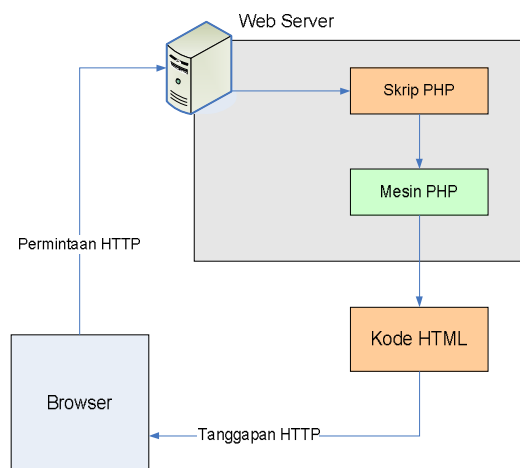 Web Server
Skrip PHP
Mesin PHP
Permintaan HTTP
Kode HTML
Browser
Tanggapan HTTP